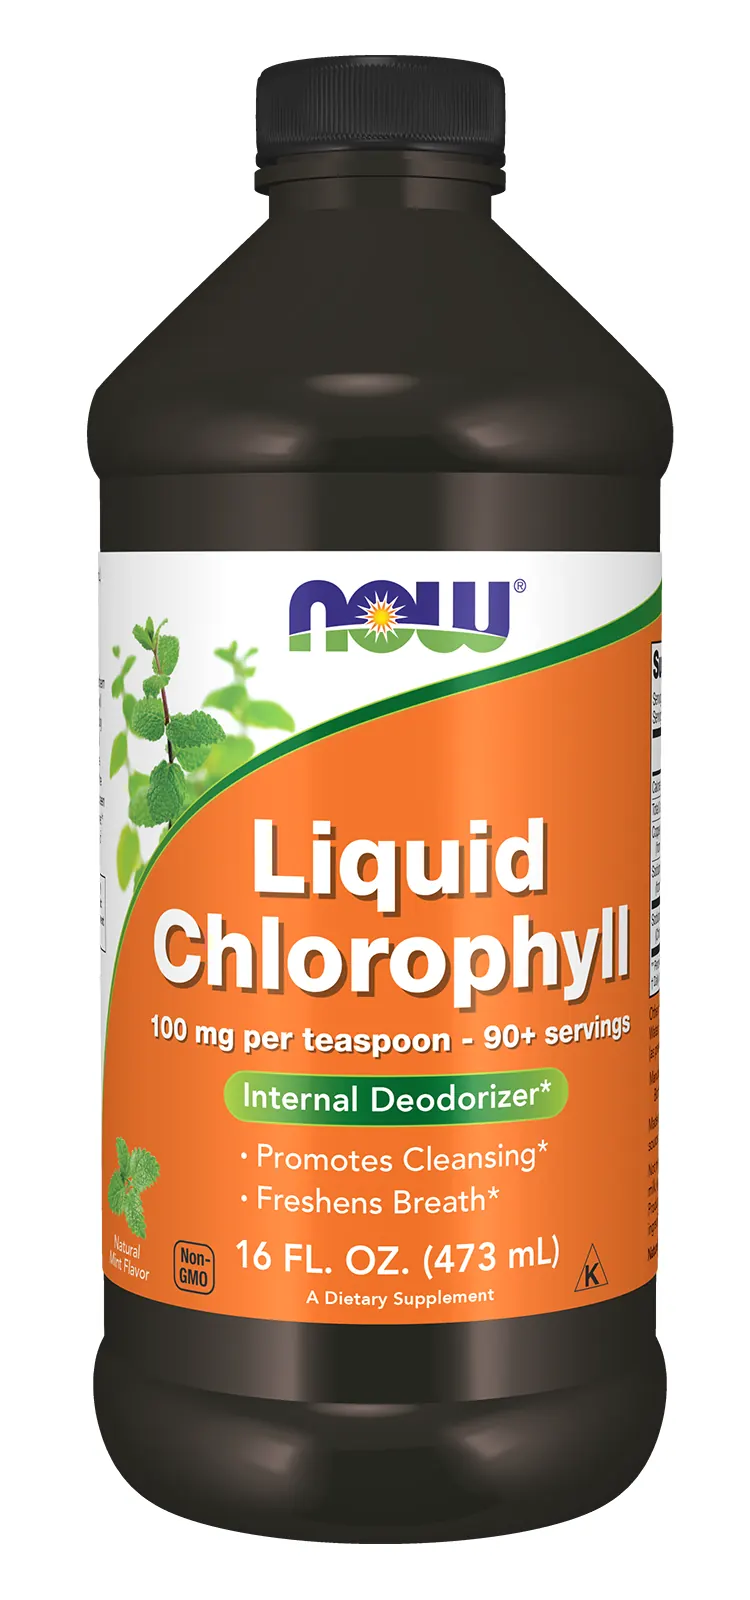 now®
Liquid
Chlorophyll
100 mg per teaspoon - 90+ servings
Internal Deodorizer*
• Promotes Cleansing*
• Freshens Breath*
Natural
Mint Flavor
Non-
GMO
16 FL. OZ. (473 mL)
K
A Dietary Supplement